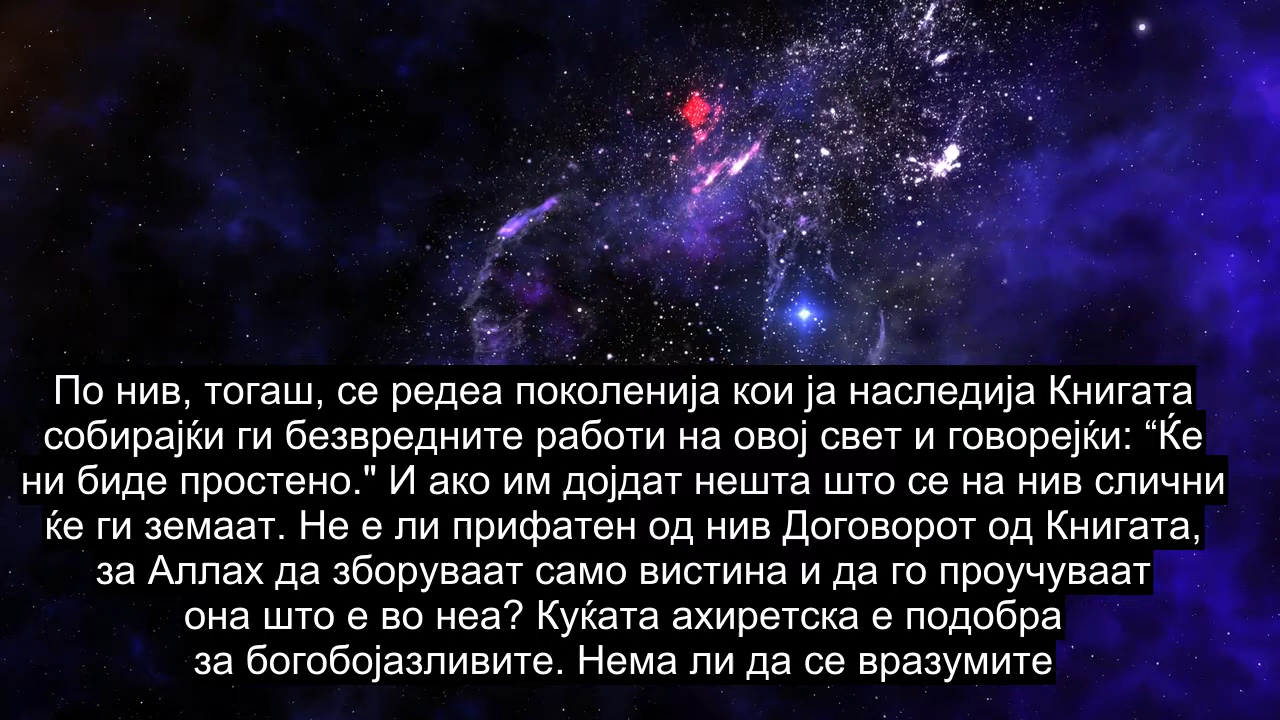 По нив, тогаш, се редеа поколенија кои ја наследија Книгата
собирајќи ги безвредните работи на овој свет и говорејќи: “Ќе
ни биде простено." И ако им дојдат нешта што се на нив слични
ќе ги земаат. Не е ли прифатен од нив Договорот од Книгата,
за Аллах да зборуваат само вистина и да го проучуваат
она што е во неа? Куќата ахиретска е подобра
за богобојазливите. Нема ли да се вразумите